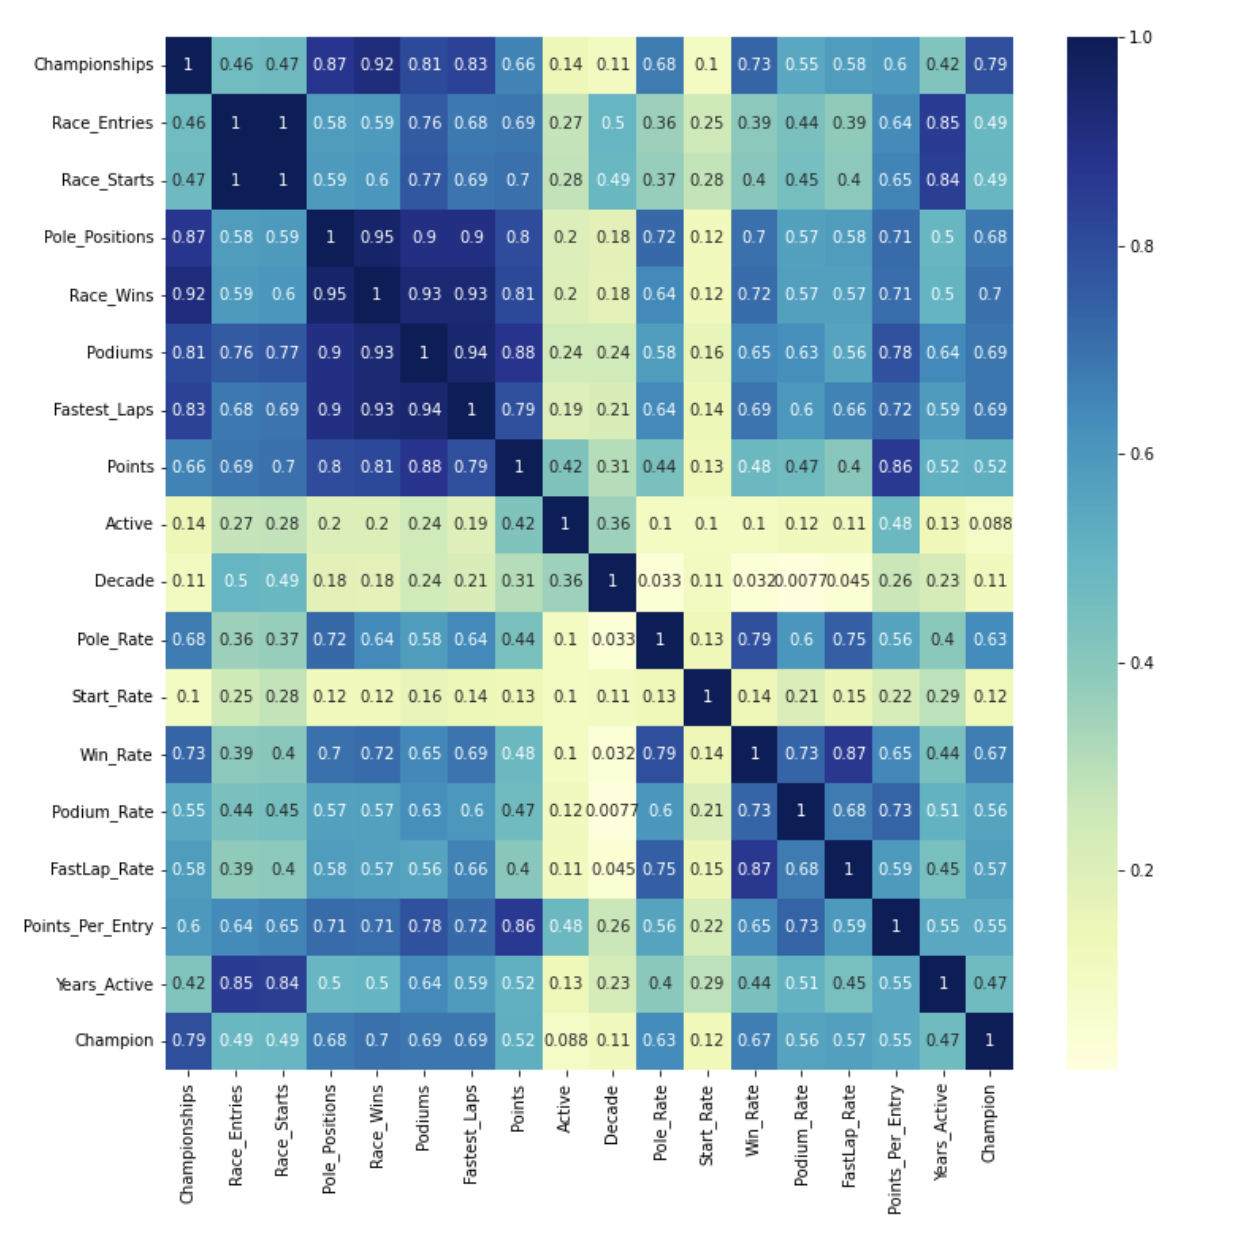 Championships 1 0.46 0.47 0.87 0.92 0.81 0.83 0.66 0.14 0.11 0.68 0.1 0.73 0.55 0.58 0.6 0.42 0.79
Race_Entries 0.46 1 1 0.58 0.59 0.76 0.68 0.69 0.27 0.5 0.36 0.25 0.39 0.44 0.39 0.64 0.85 0.49
Race_Starts 0.47 1 1 0.59 0.6 0.77 0.69 0.7 0.28 0.49 0.37 0.28 0.4 0.45 0.4 0.65 0.84 0.49
Pole_Positions 0.87 0.58 0.59 1 0.95 0.9 0.9 0.8 0.2 0.18 0.72 0.12 0.7 0.57 0.58 0.71 0.5 0.68
Race_Wins 0.92 0.59 0.6 0.95 1 0.93 0.93 0.81 0.2 0.18 0.64 0.12 0.72 0.57 0.57 0.71 0.5 0.7
Podiums 0.81 0.76 0.77 0.9 0.93 1 0.94 0.88 0.24 0.24 0.58 0.16 0.65 0.63 0.56 0.78 0.64 0.69
Fastest_Laps 0.83 0.68 0.69 0.9 0.93 0.94 1 0.79 0.19 0.21 0.64 0.14 0.69 0.6 0.66 0.72 0.59 0.69
Points 0.66 0.69 0.7 0.8 0.81 0.88 0.79 1 0.42 0.31 0.44 0.13 0.48 0.47 0.4 0.86 0.52 0.52
Active 0.14 0.27 0.28 0.2 0.2 0.24 0.19 0.42 1 0.36 0.1 0.1 0.1 0.12 0.11 0.48 0.13 0.088
Decade 0.11 0.5 0.49 0.18 0.18 0.24 0.21 0.31 0.36 1 0.033 0.11 0.032 0.0077 0.045 0.26 0.23 0.11
Pole_Rate 0.68 0.36 0.37 0.72 0.64 0.58 0.64 0.44 0.1 0.033 1 0.13 0.79 0.6 0.75 0.56 0.4 0.63
Start_Rate 0.1 0.25 0.28 0.12 0.12 0.16 0.14 0.13 0.1 0.11 0.13 1 0.14 0.21 0.15 0.22 0.29 0.12
Win_Rate 0.73 0.39 0.4 0.7 0.72 0.65 0.69 0.48 0.1 0.032 0.79 0.14 1 0.73 0.87 0.65 0.44 0.67
Podium_Rate 0.55 0.44 0.45 0.57 0.57 0.63 0.6 0.47 0.12 0.0077 0.6 0.21 0.73 1 0.68 0.73 0.51 0.56
FastLap_Rate 0.58 0.39 0.4 0.58 0.57 0.56 0.66 0.4 0.11 0.045 0.75 0.15 0.87 0.68 1 0.59 0.45 0.57
Points_Per_Entry 0.6 0.64 0.65 0.71 0.71 0.78 0.72 0.86 0.48 0.26 0.56 0.22 0.65 0.73 0.59 1 0.55 0.55
Years_Active 0.42 0.85 0.84 0.5 0.5 0.64 0.59 0.52 0.13 0.23 0.4 0.29 0.44 0.51 0.45 0.55 1 0.47
Champion 0.79 0.49 0.49 0.68 0.7 0.69 0.69 0.52 0.088 0.11 0.63 0.12 0.67 0.56 0.57 0.55 0.47 1
Championships
Race_Entries
Race_Starts
Pole_Positions
Race_Wins
Podiums
Fastest_Laps
Points
Active
Decade
Pole_Rate
Start_Rate
Win_Rate
Podium_Rate
FastLap_Rate
Points_Per_Entry
Years_Active
Champion
1.0
0.8
0.6
0.4
0.2